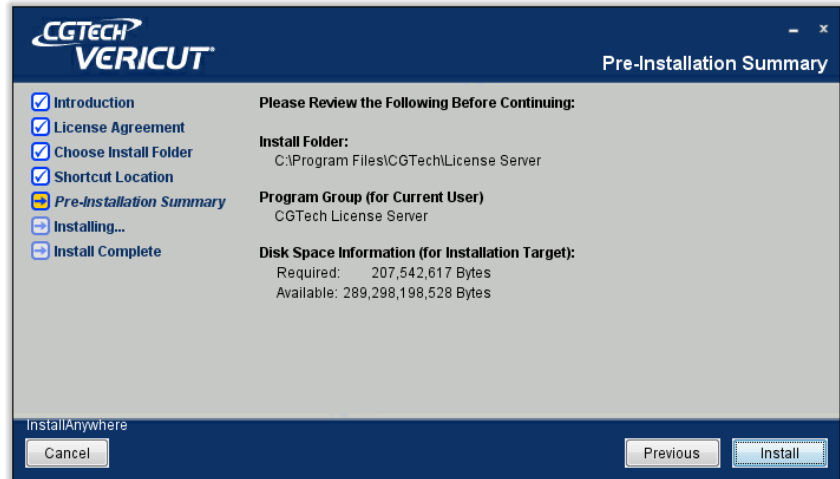 CGTECH
VERICUT®
Pre-Installation Summary
Introduction
License Agreement
Choose Install Folder
Shortcut Location
Pre-Installation Summary
Installing...
Install Complete
Please Review the Following Before Continuing:
Install Folder:
C:\Program Files\CGTech\License Server
Program Group (for Current User)
CGTech License Server
Disk Space Information (for Installation Target):
Required: 207,542,617 Bytes
Available: 289,298,198,528 Bytes
InstallAnywhere
Cancel
Previous
Install